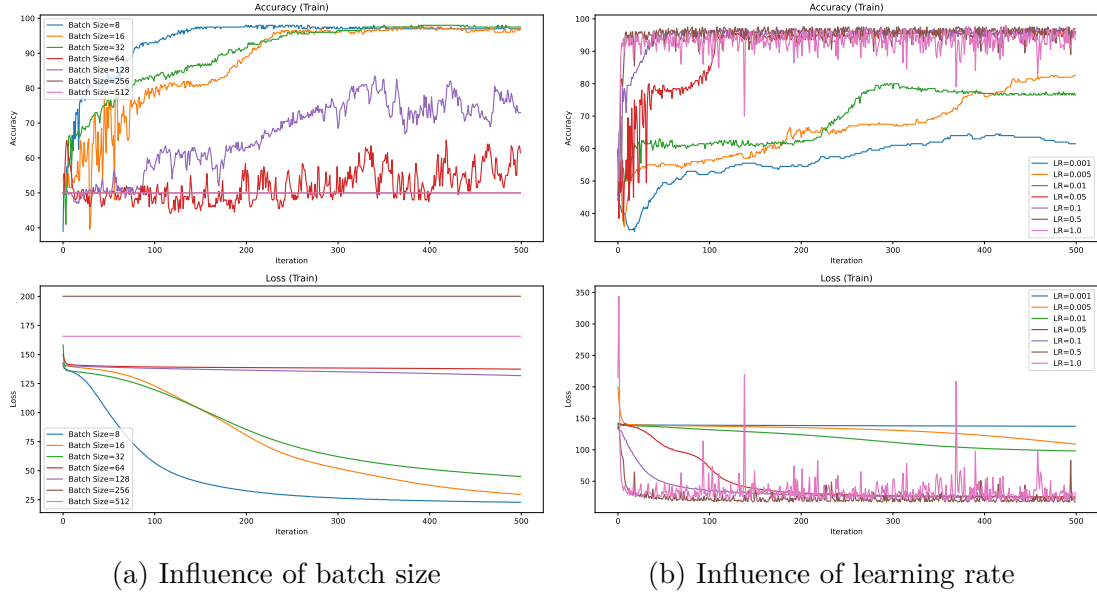 Accuracy (Train)
100
90
80
70
60
50
40
Accuracy
Batch Size=8
Batch Size=16
Batch Size=32
Batch Size=64
Batch Size=128
Batch Size=256
Batch Size=512
0
100
200
300
400
500
Iteration
Accuracy (Train)
100
90
80
70
60
50
40
Accuracy
LR=0.001
LR=0.005
LR=0.01
LR=0.05
LR=0.1
LR=0.5
LR=1.0
0
100
200
300
400
500
Iteration
Loss (Train)
200
175
150
125
100
75
50
25
Loss
Batch Size=8
Batch Size=16
Batch Size=32
Batch Size=64
Batch Size=128
Batch Size=256
Batch Size=512
0
100
200
300
400
500
Iteration
Loss (Train)
350
300
250
200
150
100
50
Loss
LR=0.001
LR=0.005
LR=0.01
LR=0.05
LR=0.1
LR=0.5
LR=1.0
0
100
200
300
400
500
Iteration
(a) Influence of batch size
(b) Influence of learning rate